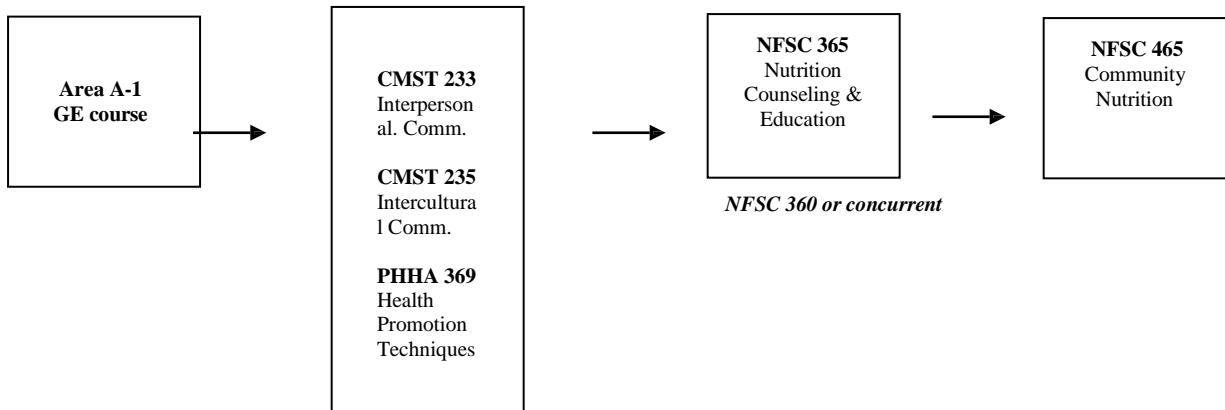 Area A-1
GE course
CMST 233
Interperson
al. Comm.
CMST 235
Intercultura
l Comm.
PHHA 369
Health
Promotion
Techniques
NFSC 365
Nutrition
Counseling &
Education
NFSC 360 or concurrent
NFSC 465
Community
Nutrition